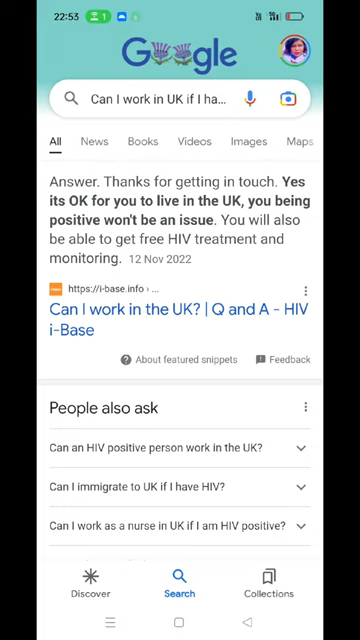 22:53
1
Google
Can I work in UK if I ha...
All News Books Videos Images Maps
Answer. Thanks for getting in touch. Yes
its OK for you to live in the UK, you being
positive won't be an issue. You will also
be able to get free HIV treatment and
monitoring. 12 Nov 2022
https://i-base.info › ...
Can I work in the UK? | Q and A - HIV
i-Base
About featured snippets Feedback
People also ask
Can an HIV positive person work in the UK?
Can I immigrate to UK if I have HIV?
Can I work as a nurse in UK if I am HIV positive?
Discover Search Collections